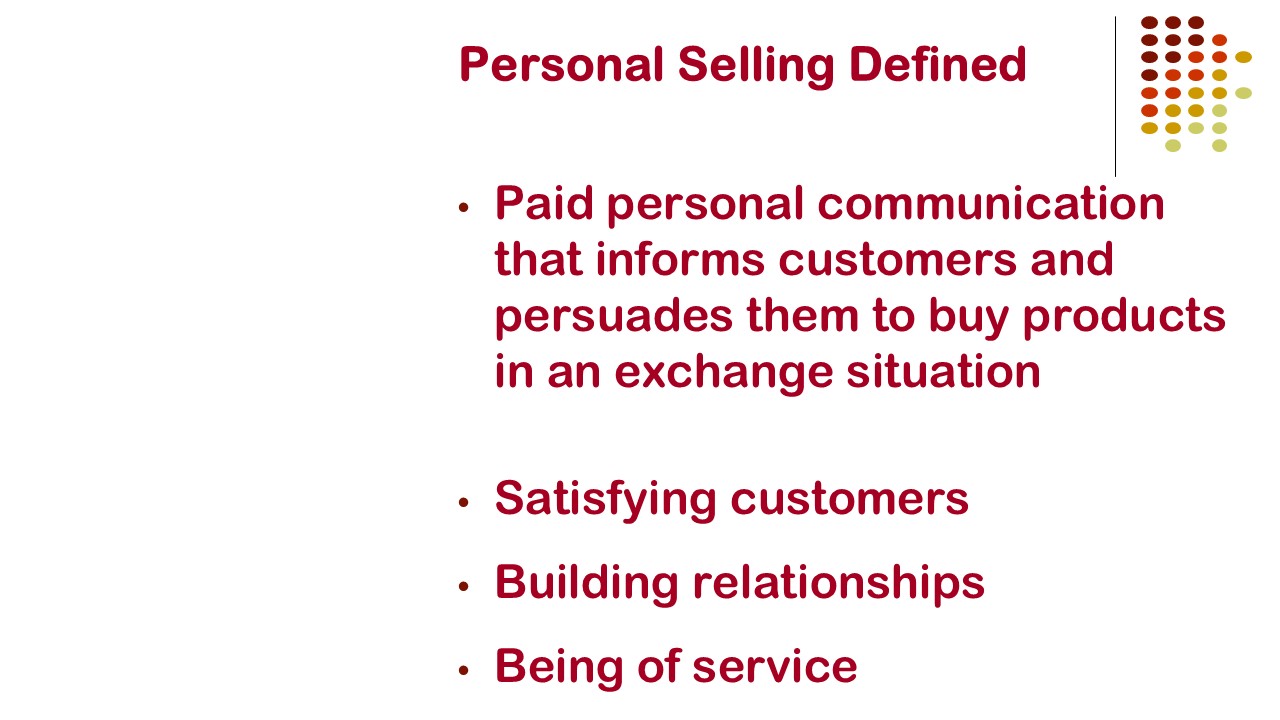 Personal Selling Defined
• Paid personal communication
that informs customers and
persuades them to buy products
in an exchange situation
• Satisfying customers
• Building relationships
• Being of service